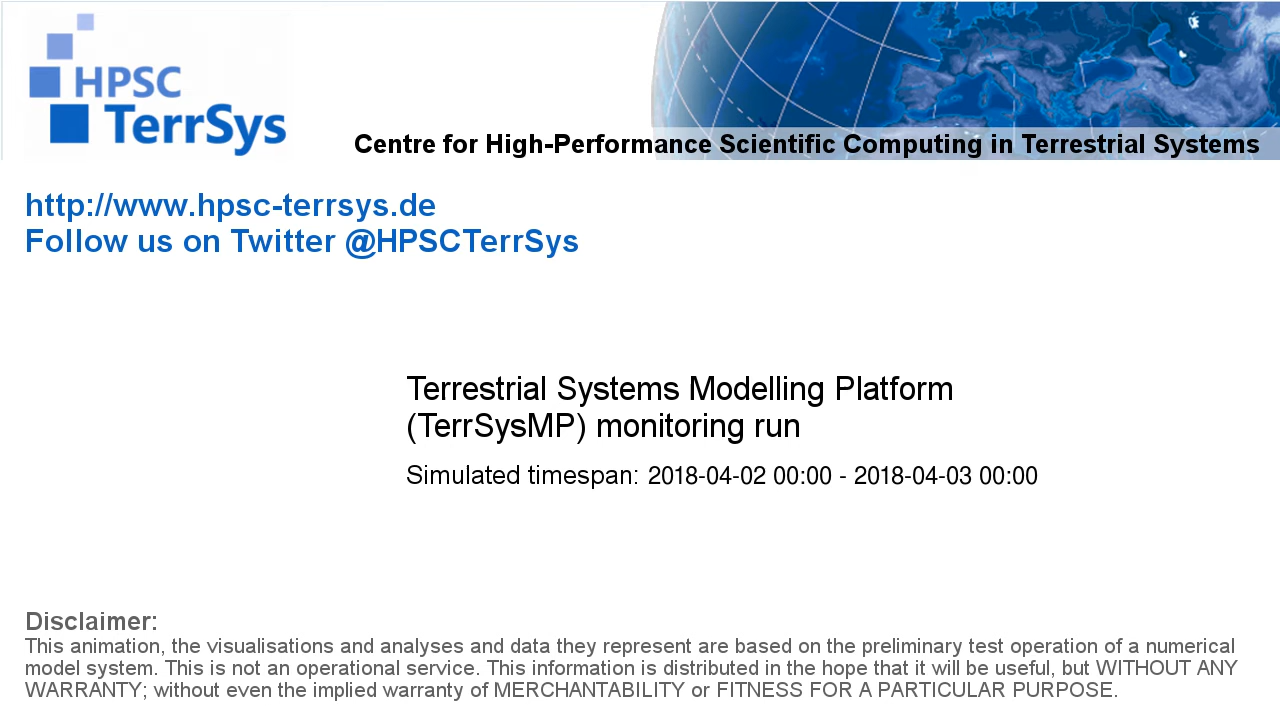 HPSC
TerrSys
Centre for High-Performance Scientific Computing in Terrestrial Systems
http://www.hpsc-terrsys.de
Follow us on Twitter @HPSCTerrSys
Terrestrial Systems Modelling Platform
(TerrSysMP) monitoring run
Simulated timespan: 2018-04-02 00:00 - 2018-04-03 00:00
Disclaimer:
This animation, the visualisations and analyses and data they represent are based on the preliminary test operation of a numerical
model system. This is not an operational service. This information is distributed in the hope that it will be useful, but WITHOUT ANY
WARRANTY; without even the implied warranty of MERCHANTABILITY or FITNESS FOR A PARTICULAR PURPOSE.